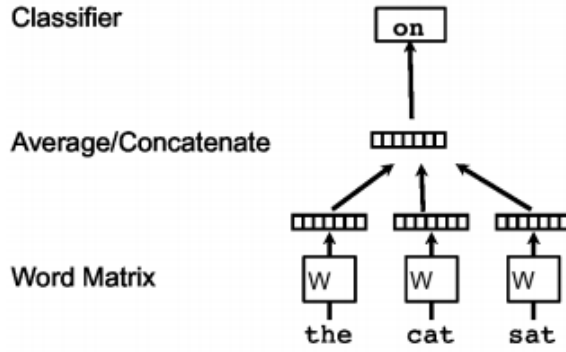 Classifier
on
Average/Concatenate
Word Matrix
W W W
the cat sat